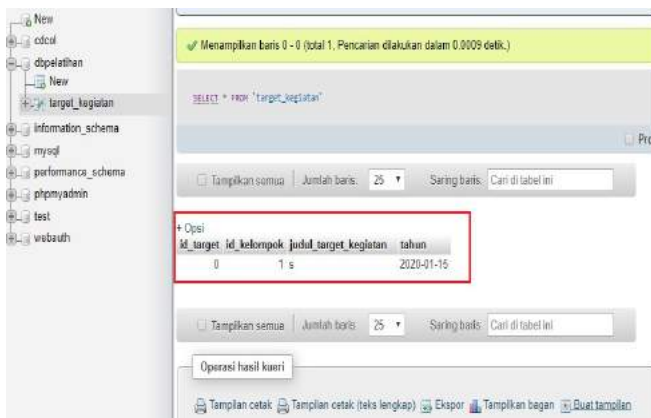 New
cdcol
dbpelatihan
New
target_kegiatan
information_schema
mysql
performance_schema
phpmyadmin
test
webauth
Menampilkan baris 0 - 0 (total 1, Pencarian dilakukan dalam 0.0009 detik.)
SELECT * FROM `target_kegiatan`
Pro
Tampilkan semua Jumlah baris: 25 Saring baris: Cari di tabel ini
+ Opsi
id_target id_kelompok judul_target_kegiatan tahun
0 1 s 2020-01-15
Tampilkan semua Jumlah baris: 25 Saring baris: Cari di tabel ini
Operasi hasil kueri
Tampilan cetak Tampilan cetak (teks lengkap) Ekspor Tampilkan bagan Buat tampilan